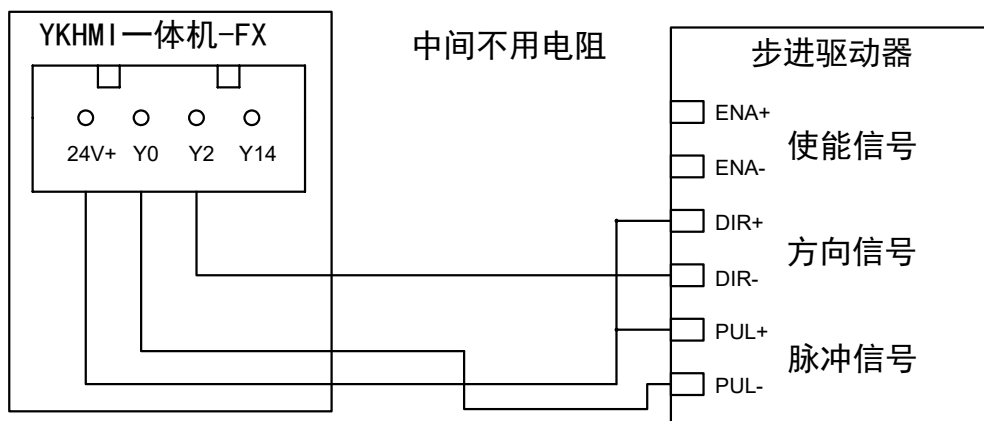 YKHMI一体机-FX
中间不用电阻
步进驱动器
24V+ Y0 Y2 Y14
ENA+
使能信号
ENA-
DIR+
方向信号
DIR-
PUL+
脉冲信号
PUL-